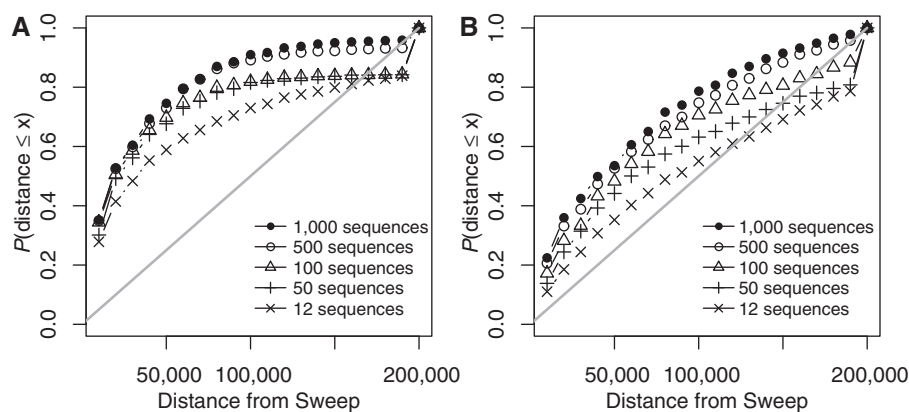 A
P(distance ≤ x)
0.0 0.2 0.4 0.6 0.8 1.0
1,000 sequences
500 sequences
100 sequences
50 sequences
12 sequences
50,000 100,000 200,000
Distance from Sweep
B
P(distance ≤ x)
0.0 0.2 0.4 0.6 0.8 1.0
1,000 sequences
500 sequences
100 sequences
50 sequences
12 sequences
50,000 100,000 200,000
Distance from Sweep